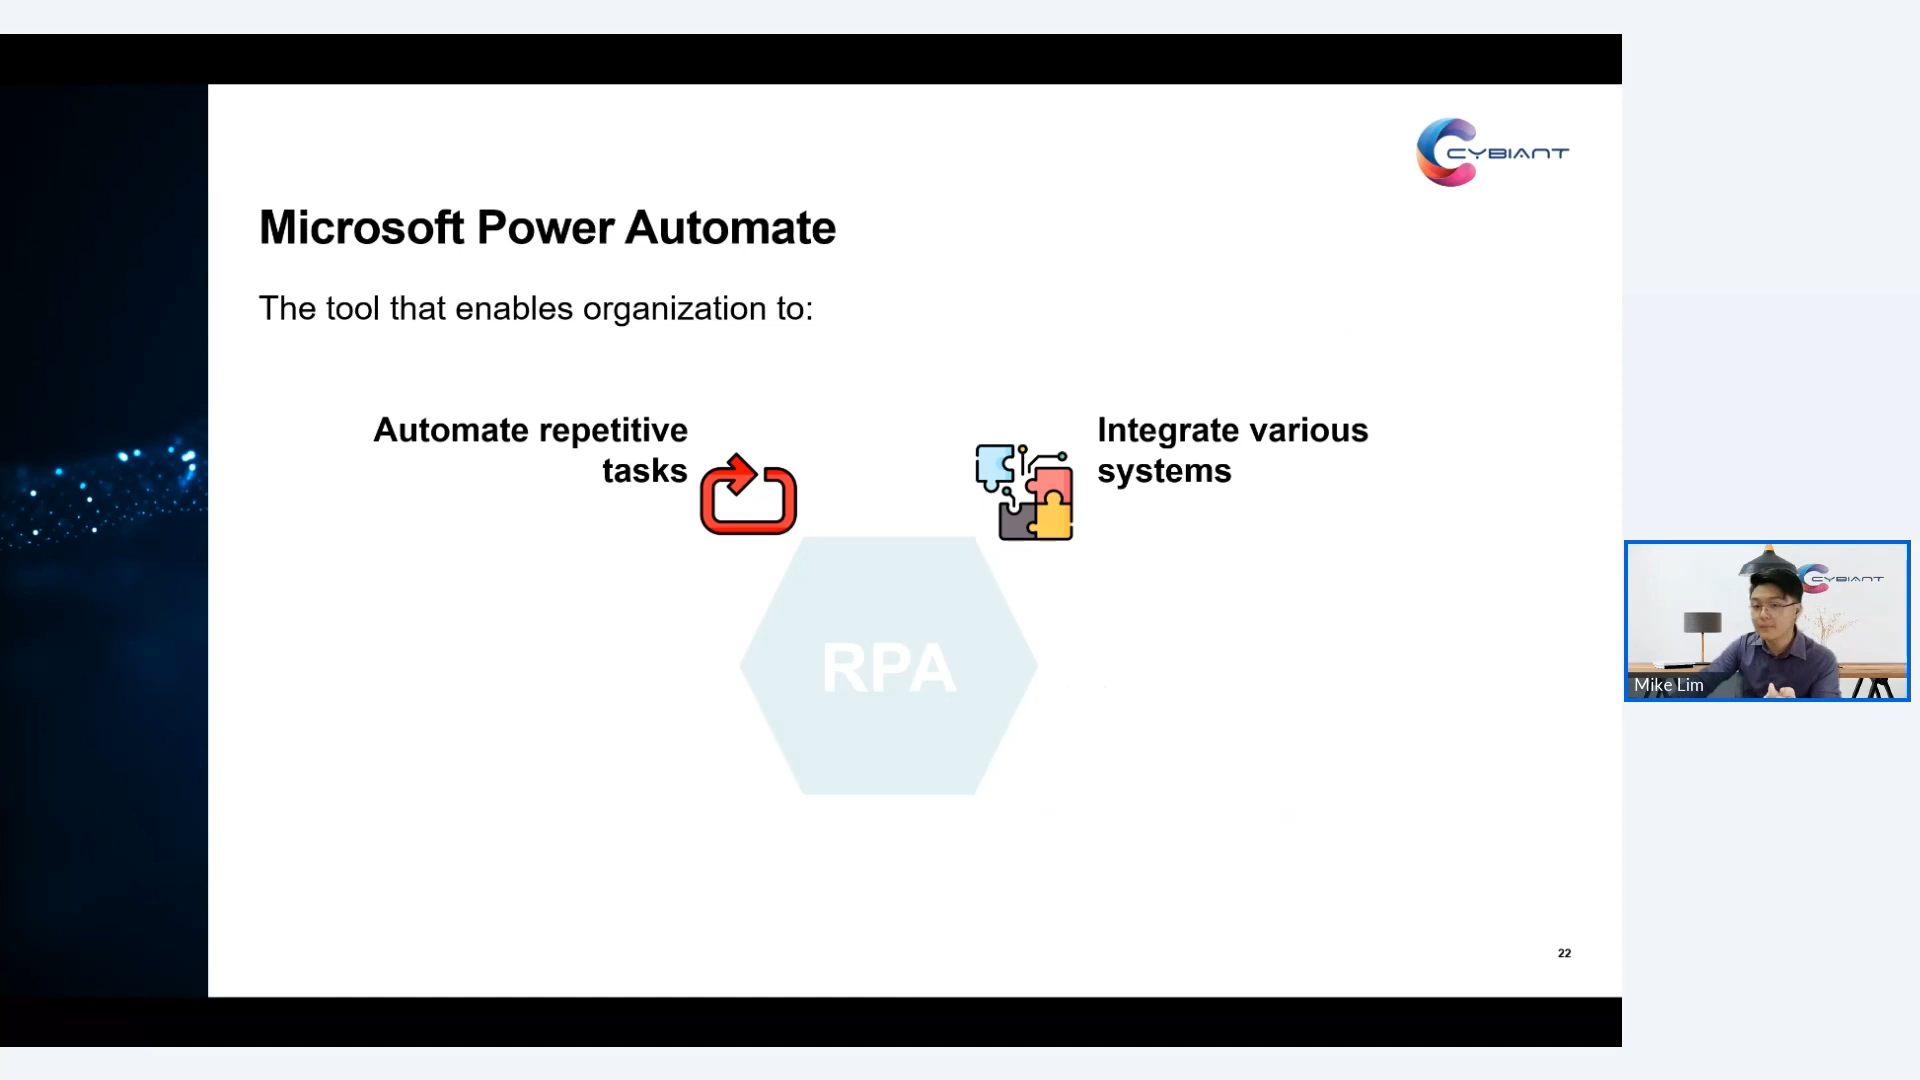 CYBIANT
Microsoft Power Automate
The tool that enables organization to:
Automate repetitive
tasks
Integrate various
systems
RPA
22
CYBIANT
Mike Lim